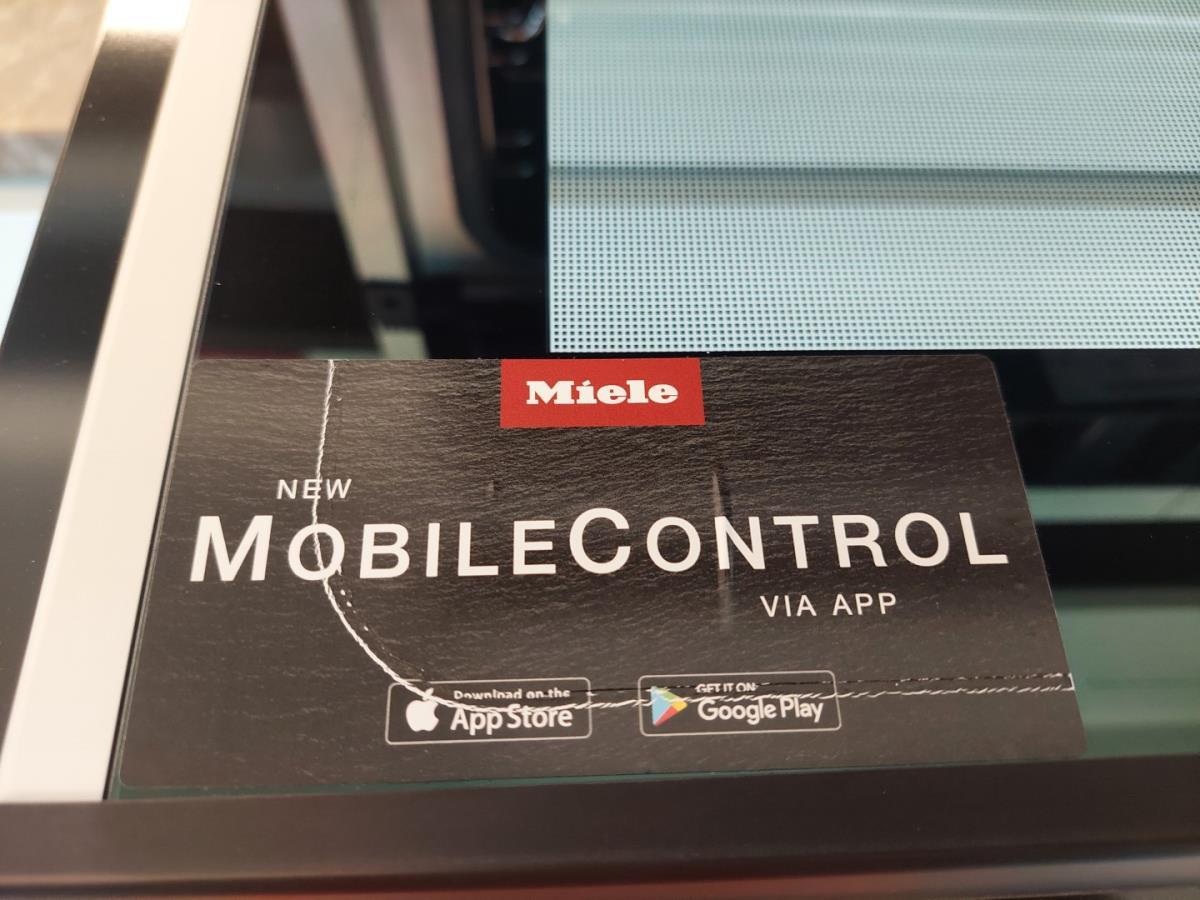 Miele
NEW
MOBILECONTROL
VIA APP
Download on the
App Store
GET IT ON
Google Play